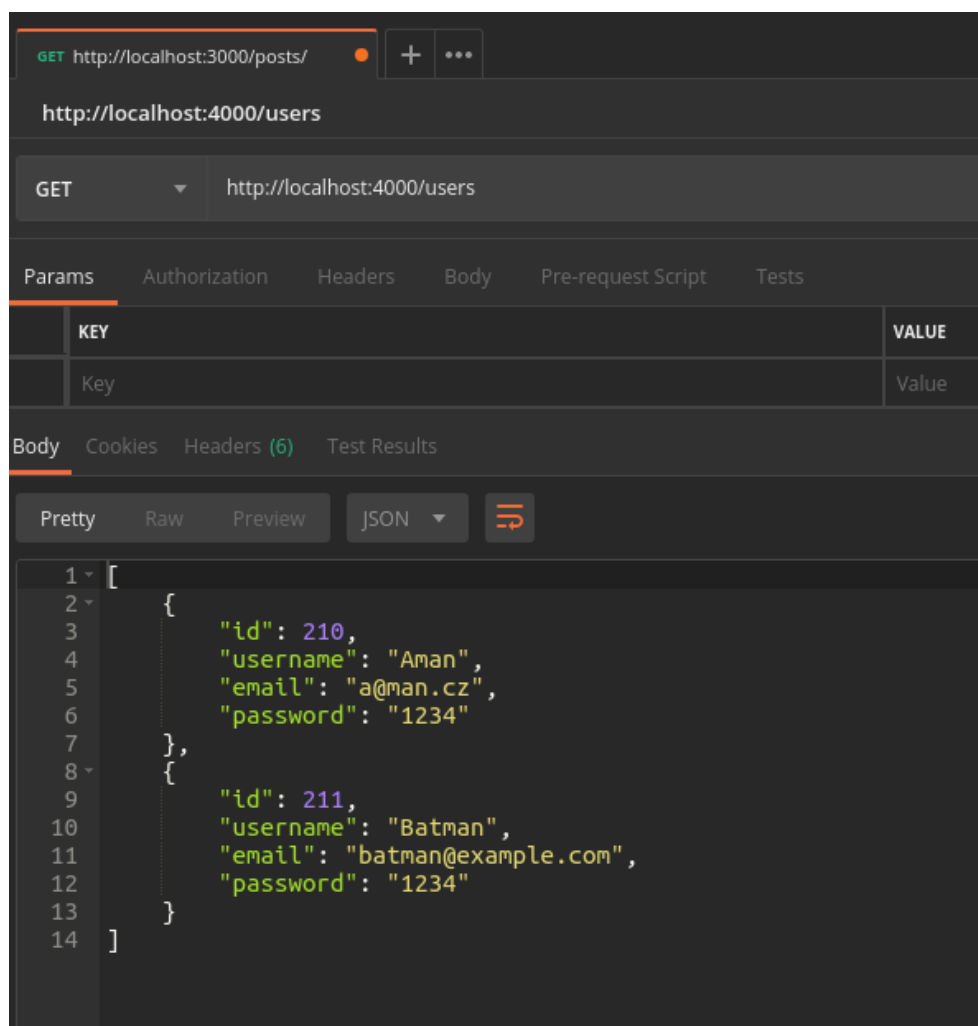 GET http://localhost:3000/posts/ + •••
http://localhost:4000/users
GET http://localhost:4000/users
Params Authorization Headers Body Pre-request Script Tests
KEY VALUE
Key Value
Body Cookies Headers (6) Test Results
Pretty Raw Preview JSON
1 [
2 {
3 "id": 210,
4 "username": "Aman",
5 "email": "a@man.cz",
6 "password": "1234"
7 },
8 {
9 "id": 211,
10 "username": "Batman",
11 "email": "batman@example.com",
12 "password": "1234"
13 }
14 ]